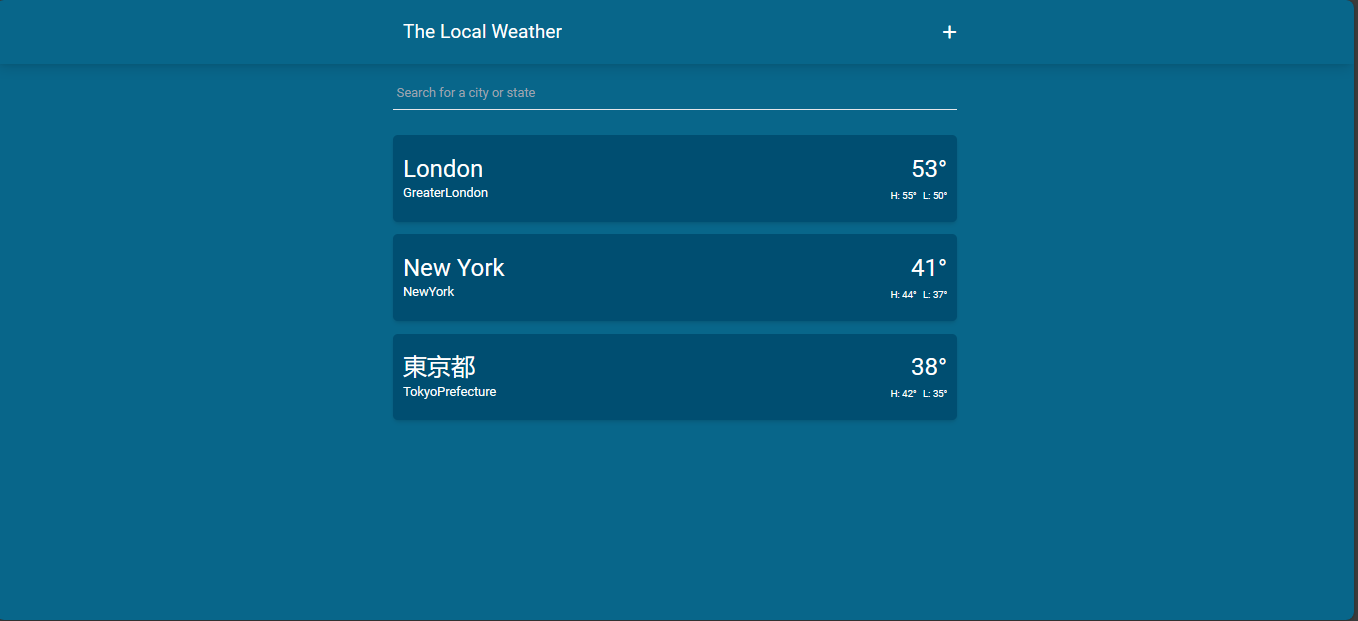 The Local Weather +
Search for a city or state
London 53°
GreaterLondon H: 55° L: 50°
New York 41°
NewYork H: 44° L: 37°
東京都 38°
TokyoPrefecture H: 42° L: 35°